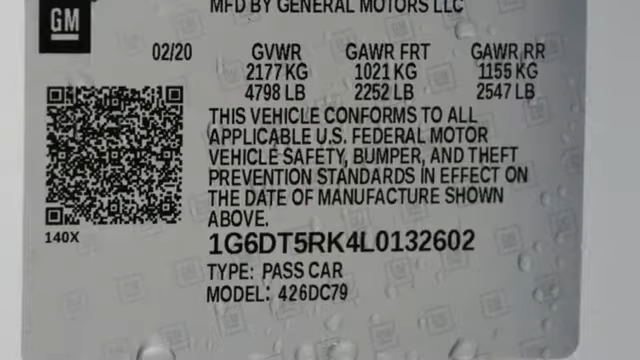 MFD BY GENERAL MOTORS LLC
GM
02/20 GVWR GAWR FRT GAWR RR
2177 KG 1021 KG 1155 KG
4798 LB 2252 LB 2547 LB
THIS VEHICLE CONFORMS TO ALL
APPLICABLE U.S. FEDERAL MOTOR
VEHICLE SAFETY, BUMPER, AND THEFT
PREVENTION STANDARDS IN EFFECT ON
THE DATE OF MANUFACTURE SHOWN
ABOVE.
140X
1G6DT5RK4L0132602
TYPE: PASS CAR
MODEL: 426DC79